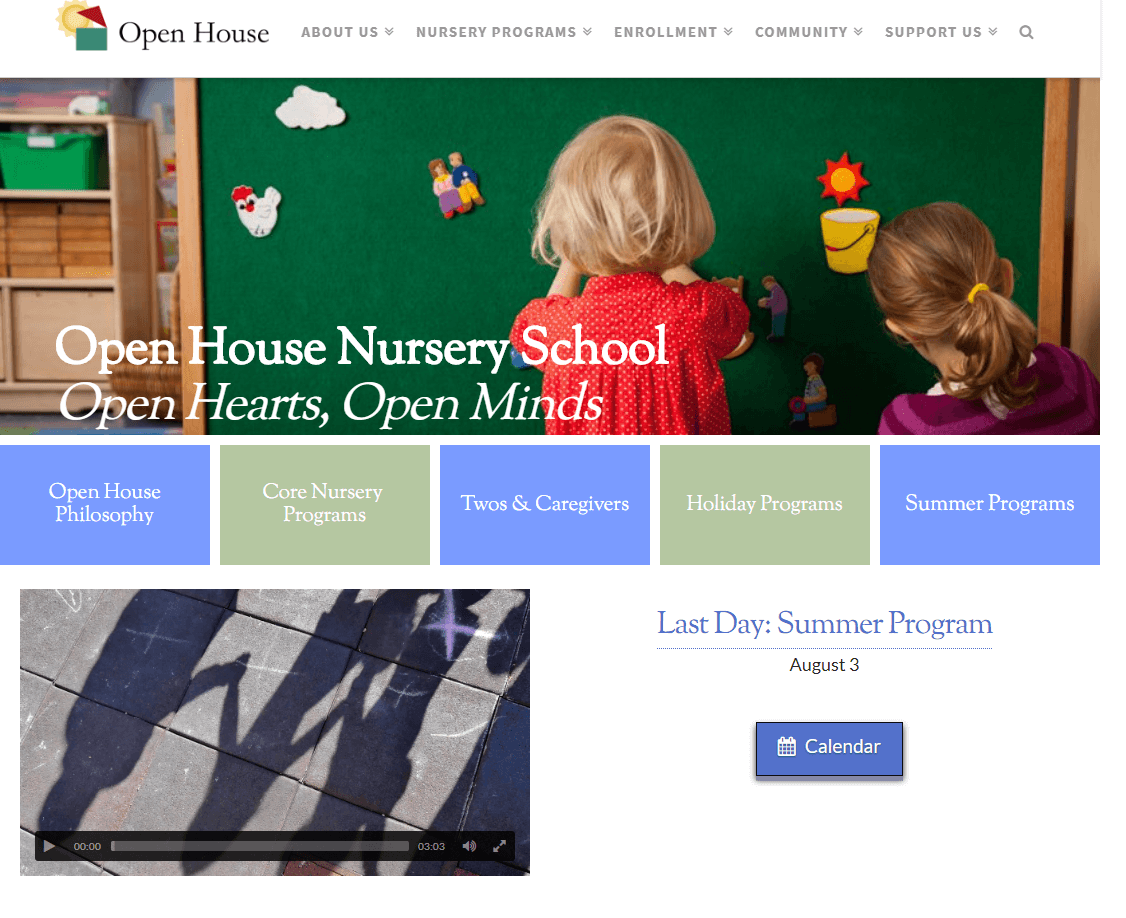 Open House
ABOUT US
NURSERY PROGRAMS
ENROLLMENT
COMMUNITY
SUPPORT US
Open House Nursery School
Open Hearts, Open Minds
Open House
Philosophy
Core Nursery
Programs
Twos & Caregivers
Holiday Programs
Summer Programs
Last Day: Summer Program
August 3
Calendar
00:00
03:03